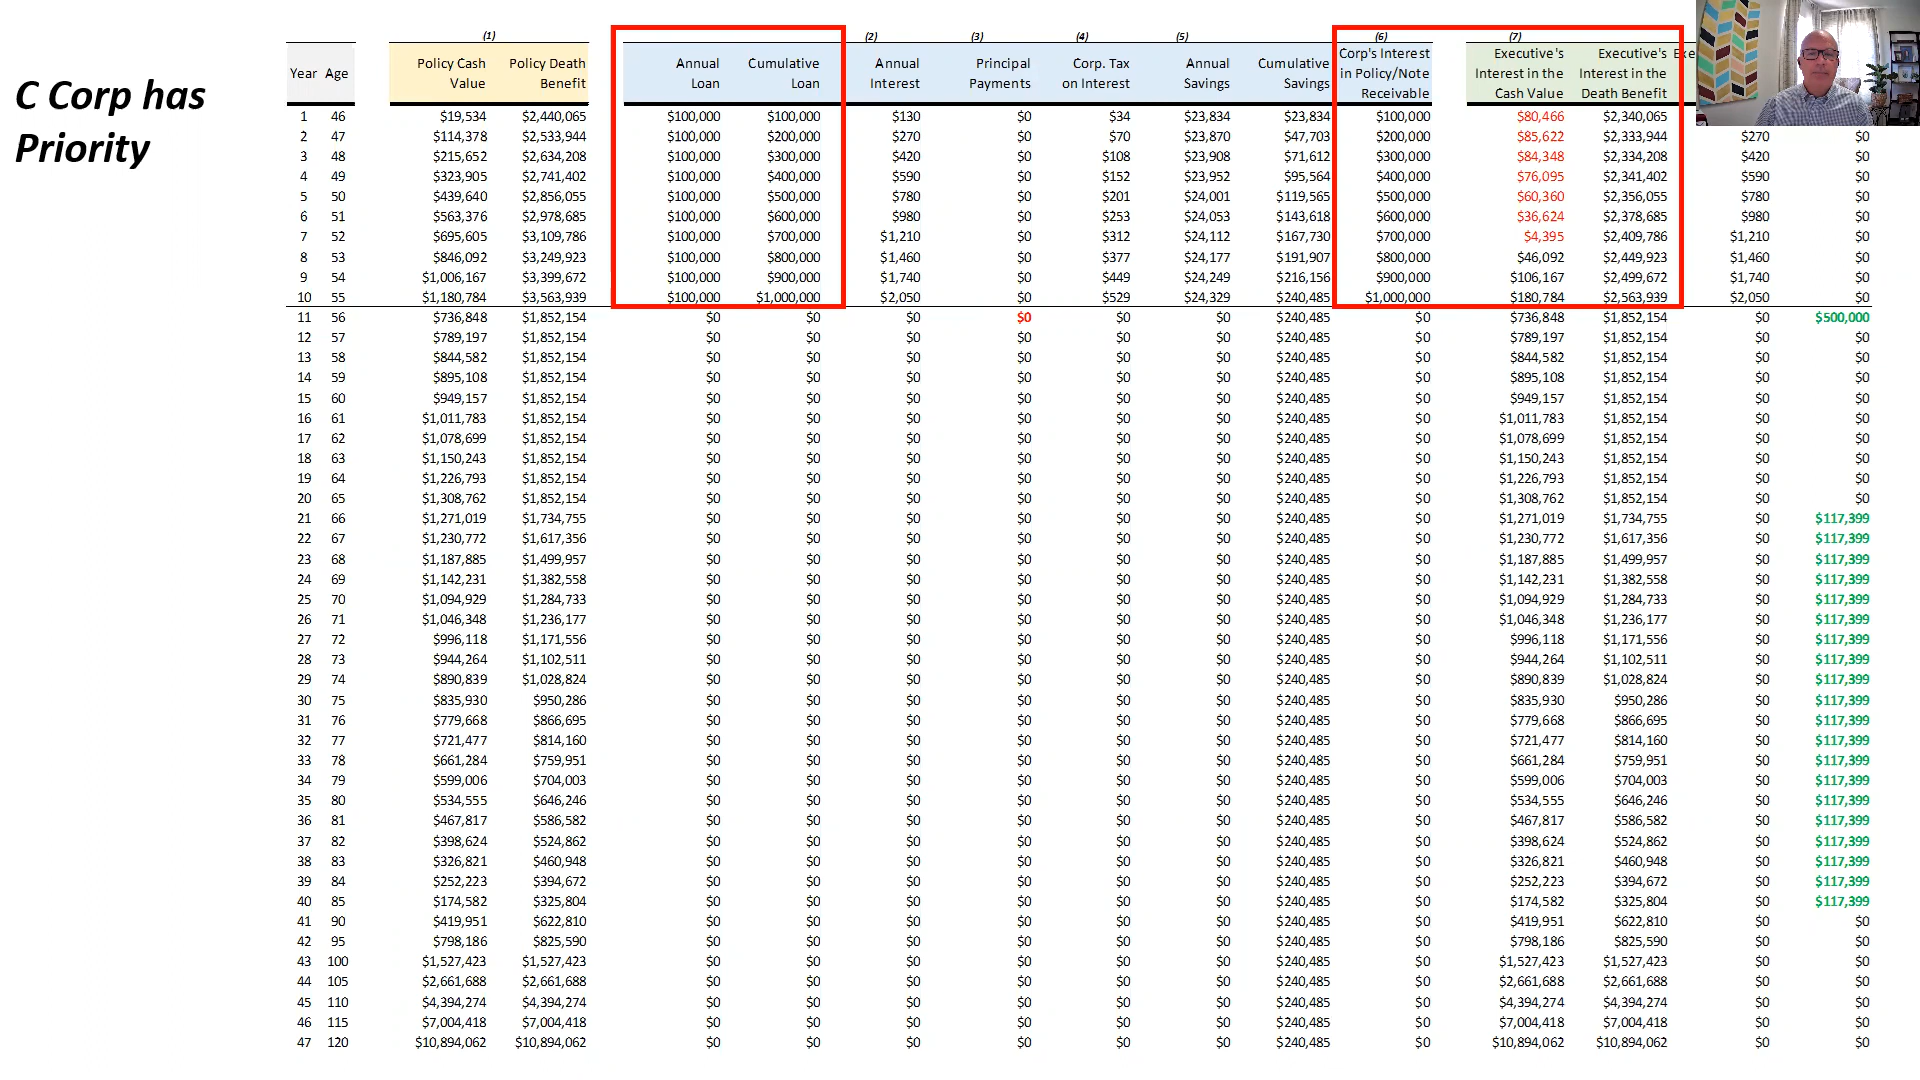 C Corp has
Priority
(1) (2) (3) (4) (5) (6) (7)
Year Age Policy Cash Value Policy Death Benefit Annual Loan Cumulative Loan Annual Interest Principal Payments Corp. Tax on Interest Annual Savings Cumulative Savings Corp's Interest in Policy/Note Receivable Executive's Interest in the Cash Value Executive's Interest in the Death Benefit
1 46 $19,534 $2,440,065 $100,000 $100,000 $130 $0 $34 $23,834 $23,834 $100,000 $80,466 $2,340,065
2 47 $114,378 $2,533,944 $100,000 $200,000 $270 $0 $70 $23,870 $47,703 $200,000 $85,622 $2,333,944 $270 $0
3 48 $215,652 $2,634,208 $100,000 $300,000 $420 $0 $108 $23,908 $71,612 $300,000 $84,348 $2,334,208 $420 $0
4 49 $323,905 $2,741,402 $100,000 $400,000 $590 $0 $152 $23,952 $95,564 $400,000 $76,095 $2,341,402 $590 $0
5 50 $439,640 $2,856,055 $100,000 $500,000 $780 $0 $201 $24,001 $119,565 $500,000 $60,360 $2,356,055 $780 $0
6 51 $563,376 $2,978,685 $100,000 $600,000 $980 $0 $253 $24,053 $143,618 $600,000 $36,624 $2,378,685 $980 $0
7 52 $695,605 $3,109,786 $100,000 $700,000 $1,210 $0 $312 $24,112 $167,730 $700,000 $4,395 $2,409,786 $1,210 $0
8 53 $846,092 $3,249,923 $100,000 $800,000 $1,460 $0 $377 $24,177 $191,907 $800,000 $46,092 $2,449,923 $1,460 $0
9 54 $1,006,167 $3,399,672 $100,000 $900,000 $1,740 $0 $449 $24,249 $216,156 $900,000 $106,167 $2,499,672 $1,740 $0
10 55 $1,180,784 $3,563,939 $100,000 $1,000,000 $2,050 $0 $529 $24,329 $240,485 $1,000,000 $180,784 $2,563,939 $2,050 $0
11 56 $736,848 $1,852,154 $0 $0 $0 $0 $0 $0 $240,485 $0 $736,848 $1,852,154 $0 $500,000
12 57 $789,197 $1,852,154 $0 $0 $0 $0 $0 $0 $240,485 $0 $789,197 $1,852,154 $0 $0
13 58 $844,582 $1,852,154 $0 $0 $0 $0 $0 $0 $240,485 $0 $844,582 $1,852,154 $0 $0
14 59 $895,108 $1,852,154 $0 $0 $0 $0 $0 $0 $240,485 $0 $895,108 $1,852,154 $0 $0
15 60 $949,157 $1,852,154 $0 $0 $0 $0 $0 $0 $240,485 $0 $949,157 $1,852,154 $0 $0
16 61 $1,011,783 $1,852,154 $0 $0 $0 $0 $0 $0 $240,485 $0 $1,011,783 $1,852,154 $0 $0
17 62 $1,078,699 $1,852,154 $0 $0 $0 $0 $0 $0 $240,485 $0 $1,078,699 $1,852,154 $0 $0
18 63 $1,150,243 $1,852,154 $0 $0 $0 $0 $0 $0 $240,485 $0 $1,150,243 $1,852,154 $0 $0
19 64 $1,226,793 $1,852,154 $0 $0 $0 $0 $0 $0 $240,485 $0 $1,226,793 $1,852,154 $0 $0
20 65 $1,308,762 $1,852,154 $0 $0 $0 $0 $0 $0 $240,485 $0 $1,308,762 $1,852,154 $0 $0
21 66 $1,271,019 $1,734,755 $0 $0 $0 $0 $0 $0 $240,485 $0 $1,271,019 $1,734,755 $0 $117,399
22 67 $1,230,772 $1,617,356 $0 $0 $0 $0 $0 $0 $240,485 $0 $1,230,772 $1,617,356 $0 $117,399
23 68 $1,187,885 $1,499,957 $0 $0 $0 $0 $0 $0 $240,485 $0 $1,187,885 $1,499,957 $0 $117,399
24 69 $1,142,231 $1,382,558 $0 $0 $0 $0 $0 $0 $240,485 $0 $1,142,231 $1,382,558 $0 $117,399
25 70 $1,094,929 $1,284,733 $0 $0 $0 $0 $0 $0 $240,485 $0 $1,094,929 $1,284,733 $0 $117,399
26 71 $1,046,348 $1,236,177 $0 $0 $0 $0 $0 $0 $240,485 $0 $1,046,348 $1,236,177 $0 $117,399
27 72 $996,118 $1,171,556 $0 $0 $0 $0 $0 $0 $240,485 $0 $996,118 $1,171,556 $0 $117,399
28 73 $944,264 $1,102,511 $0 $0 $0 $0 $0 $0 $240,485 $0 $944,264 $1,102,511 $0 $117,399
29 74 $890,839 $1,028,824 $0 $0 $0 $0 $0 $0 $240,485 $0 $890,839 $1,028,824 $0 $117,399
30 75 $835,930 $950,286 $0 $0 $0 $0 $0 $0 $240,485 $0 $835,930 $950,286 $0 $117,399
31 76 $779,668 $866,695 $0 $0 $0 $0 $0 $0 $240,485 $0 $779,668 $866,695 $0 $117,399
32 77 $721,477 $814,160 $0 $0 $0 $0 $0 $0 $240,485 $0 $721,477 $814,160 $0 $117,399
33 78 $661,284 $759,951 $0 $0 $0 $0 $0 $0 $240,485 $0 $661,284 $759,951 $0 $117,399
34 79 $599,006 $704,003 $0 $0 $0 $0 $0 $0 $240,485 $0 $599,006 $704,003 $0 $117,399
35 80 $534,555 $646,246 $0 $0 $0 $0 $0 $0 $240,485 $0 $534,555 $646,246 $0 $117,399
36 81 $467,817 $586,582 $0 $0 $0 $0 $0 $0 $240,485 $0 $467,817 $586,582 $0 $117,399
37 82 $398,624 $524,862 $0 $0 $0 $0 $0 $0 $240,485 $0 $398,624 $524,862 $0 $117,399
38 83 $326,821 $460,948 $0 $0 $0 $0 $0 $0 $240,485 $0 $326,821 $460,948 $0 $117,399
39 84 $252,223 $394,672 $0 $0 $0 $0 $0 $0 $240,485 $0 $252,223 $394,672 $0 $117,399
40 85 $174,582 $325,804 $0 $0 $0 $0 $0 $0 $240,485 $0 $174,582 $325,804 $0 $117,399
41 90 $419,951 $622,810 $0 $0 $0 $0 $0 $0 $240,485 $0 $419,951 $622,810 $0 $0
42 95 $798,186 $825,590 $0 $0 $0 $0 $0 $0 $240,485 $0 $798,186 $825,590 $0 $0
43 100 $1,527,423 $1,527,423 $0 $0 $0 $0 $0 $0 $240,485 $0 $1,527,423 $1,527,423 $0 $0
44 105 $2,661,688 $2,661,688 $0 $0 $0 $0 $0 $0 $240,485 $0 $2,661,688 $2,661,688 $0 $0
45 110 $4,394,274 $4,394,274 $0 $0 $0 $0 $0 $0 $240,485 $0 $4,394,274 $4,394,274 $0 $0
46 115 $7,004,418 $7,004,418 $0 $0 $0 $0 $0 $0 $240,485 $0 $7,004,418 $7,004,418 $0 $0
47 120 $10,894,062 $10,894,062 $0 $0 $0 $0 $0 $0 $240,485 $0 $10,894,062 $10,894,062 $0 $0